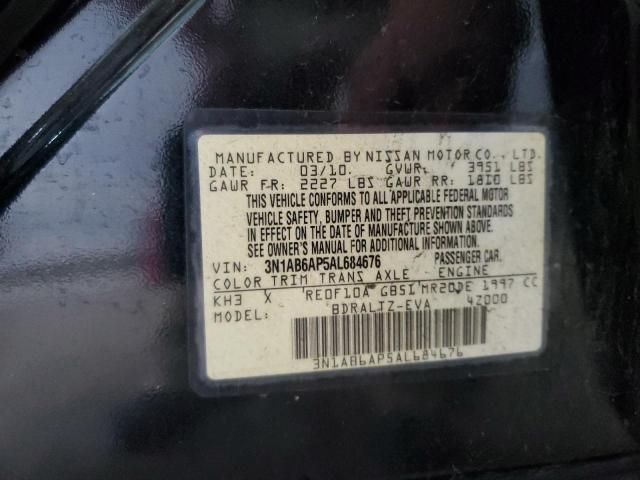 MANUFACTURED BY NISSAN MOTOR CO., LTD.
DATE: 03/10. GVWR: 3951 LBS
GAWR FR: 2227 LBS GAWR RR: 1810 LBS
THIS VEHICLE CONFORMS TO ALL APPLICABLE FEDERAL MOTOR
VEHICLE SAFETY, BUMPER AND THEFT PREVENTION STANDARDS
IN EFFECT ON THE DATE OF MANUFACTURE SHOWN ABOVE.
SEE OWNER'S MANUAL FOR ADDITIONAL INFORMATION.
VIN: 3N1AB6AP5AL684676 PASSENGER CAR.
COLOR TRIM TRANS AXLE ENGINE
KH3 X RE0F10A GB51 MR20DE 1997 CC
MODEL: BDRALTZ-EVA 4Z000
3N1AB6AP5AL684676